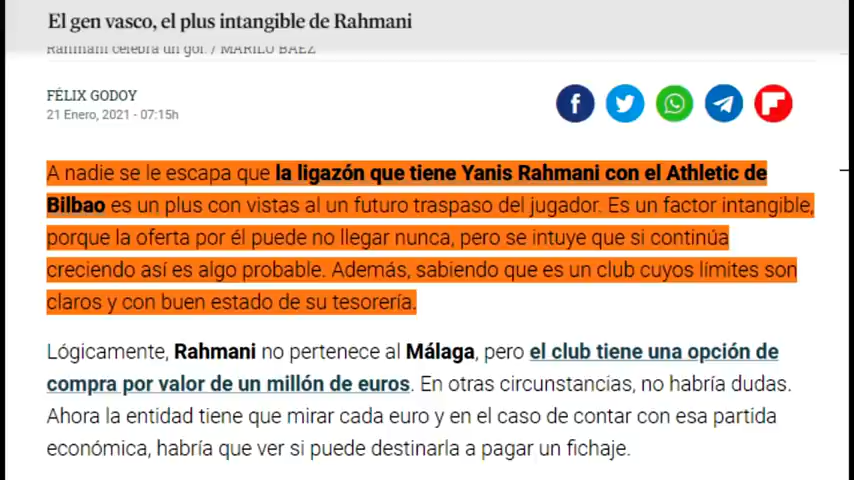 El gen vasco, el plus intangible de Rahmani
Rahmani celebra un gol. / MARILÚ BÁEZ
FÉLIX GODOY
21 Enero, 2021 - 07:15h
A nadie se le escapa que la ligazón que tiene Yanis Rahmani con el Athletic de
Bilbao es un plus con vistas al un futuro traspaso del jugador. Es un factor intangible,
porque la oferta por él puede no llegar nunca, pero se intuye que si continúa
creciendo así es algo probable. Además, sabiendo que es un club cuyos límites son
claros y con buen estado de su tesorería.
Lógicamente, Rahmani no pertenece al Málaga, pero el club tiene una opción de
compra por valor de un millón de euros. En otras circunstancias, no habría dudas.
Ahora la entidad tiene que mirar cada euro y en el caso de contar con esa partida
económica, habría que ver si puede destinarla a pagar un fichaje.